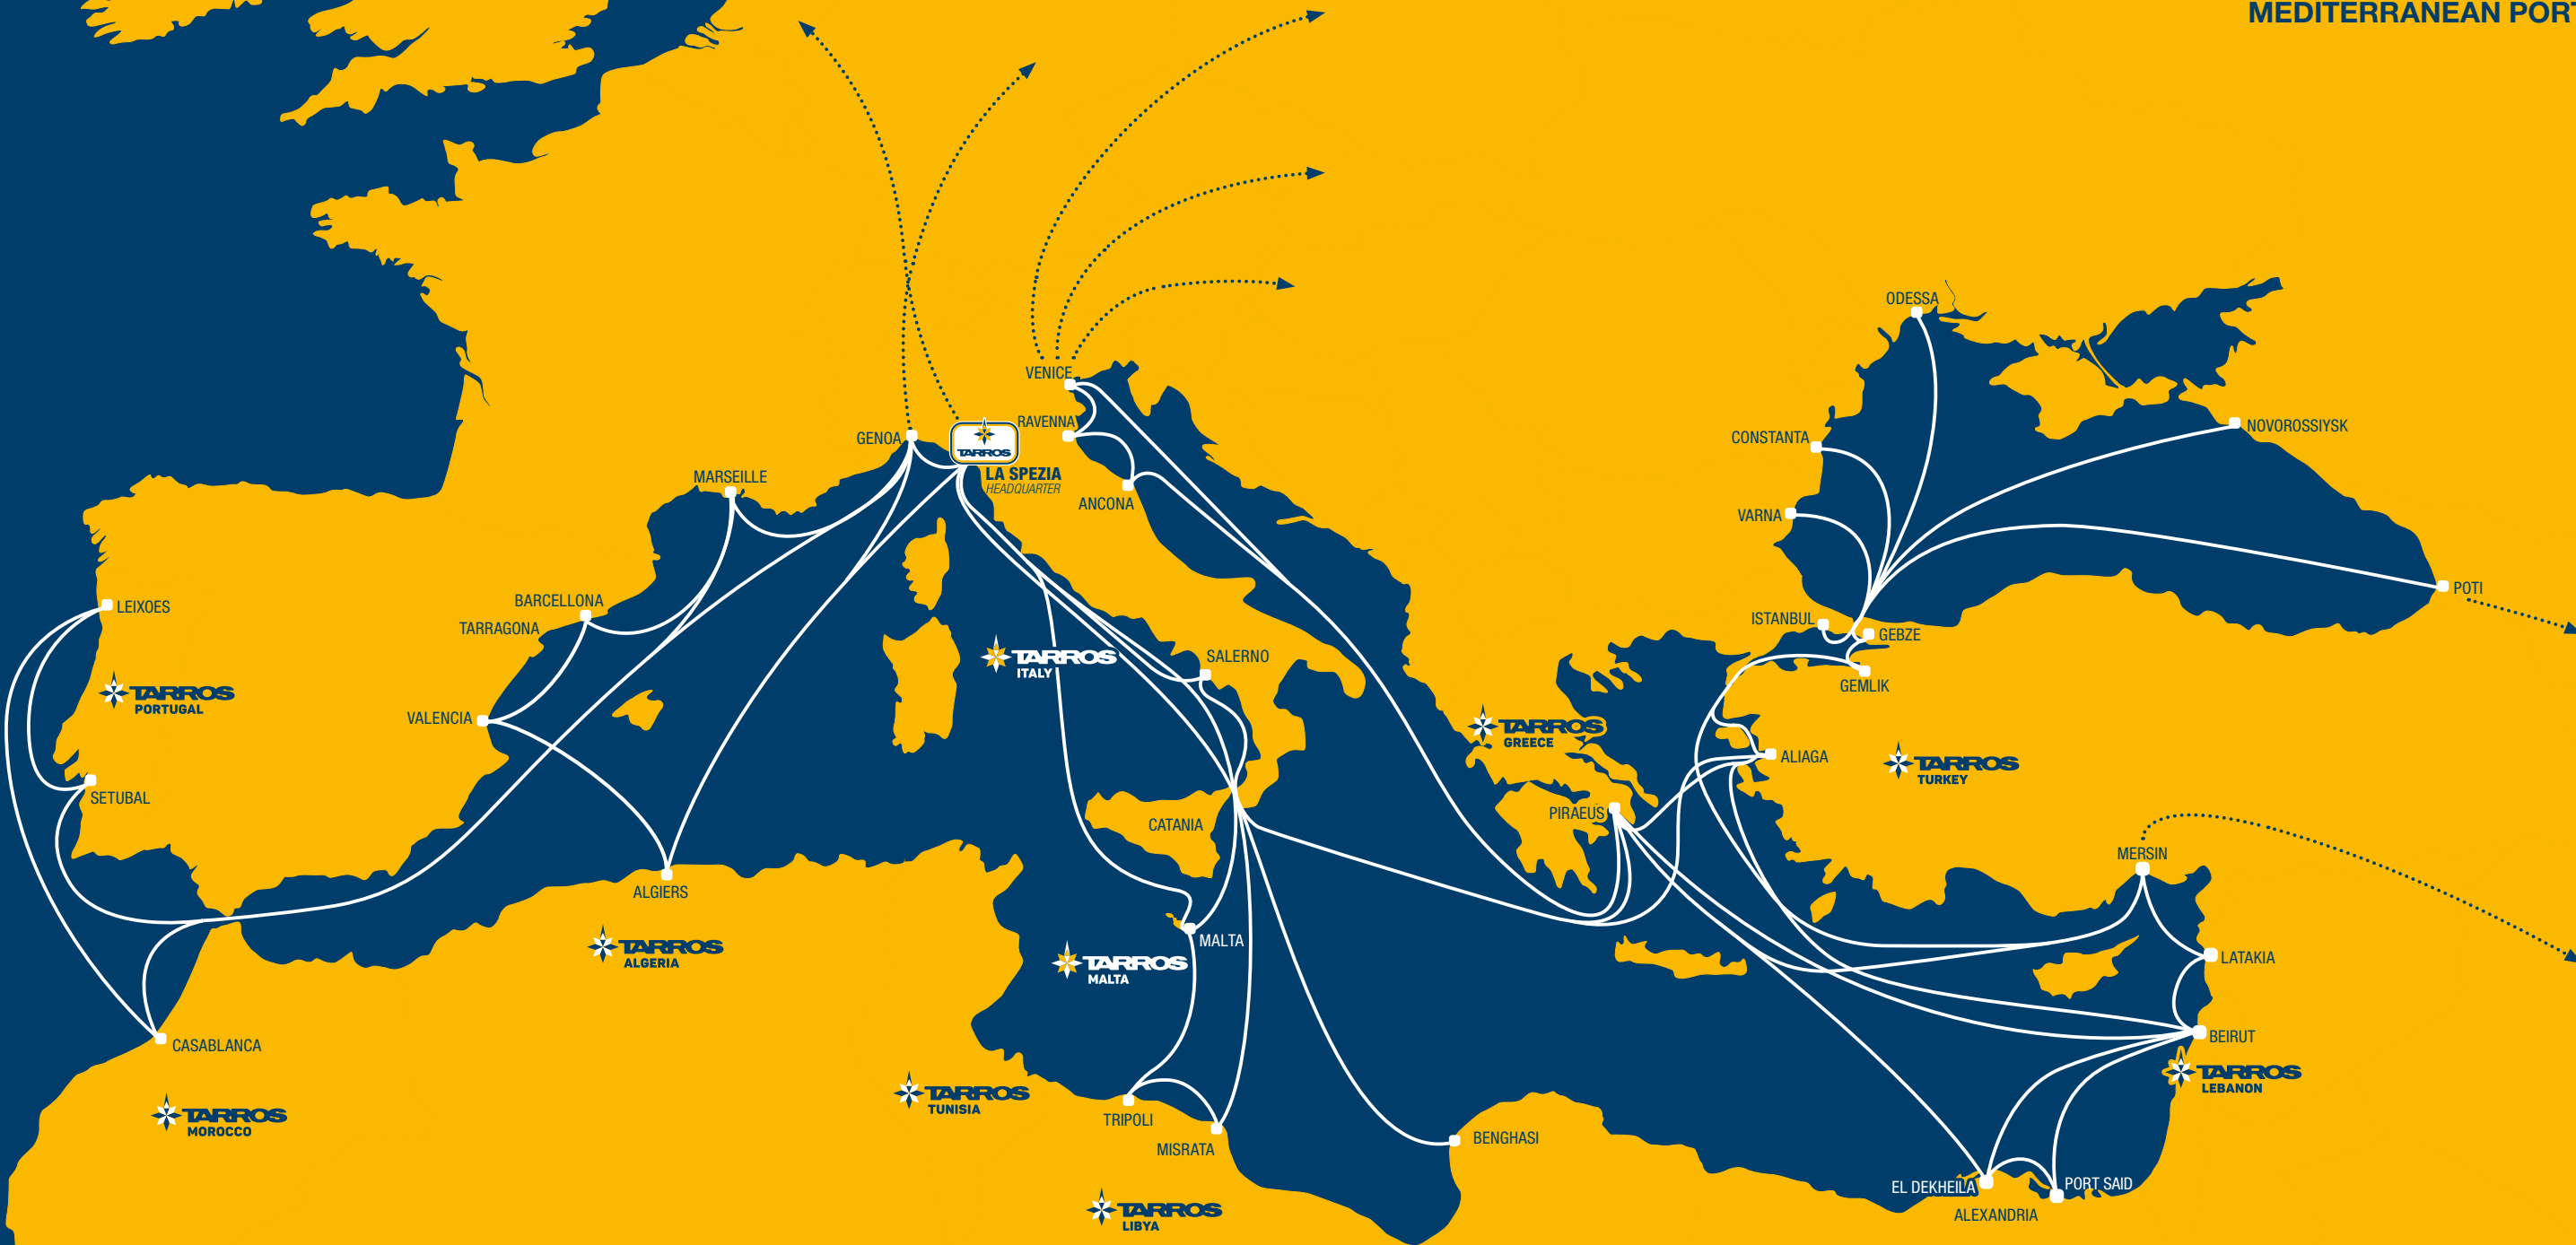 MEDITERRANEAN PORT
ODESSA
VENICE
RAVENNA
GENOA
TARROS
LA SPEZIA
HEADQUARTER
NOVOROSSIYSK
CONSTANTA
MARSEILLE
ANCONA
VARNA
POTI
BARCELLONA
LEIXOES
TARRAGONA
ISTANBUL
GEBZE
SALERNO
TARROS
ITALY
GEMLIK
TARROS
PORTUGAL
VALENCIA
TARROS
GREECE
ALIAGA
TARROS
TURKEY
SETUBAL
PIRAEUS
CATANIA
MERSIN
ALGIERS
MALTA
TARROS
ALGERIA
TARROS
MALTA
LATAKIA
BEIRUT
CASABLANCA
TARROS
LEBANON
TARROS
TUNISIA
TARROS
MOROCCO
TRIPOLI
BENGHASI
MISRATA
EL DEKHEILA
PORT SAID
ALEXANDRIA
TARROS
LIBYA